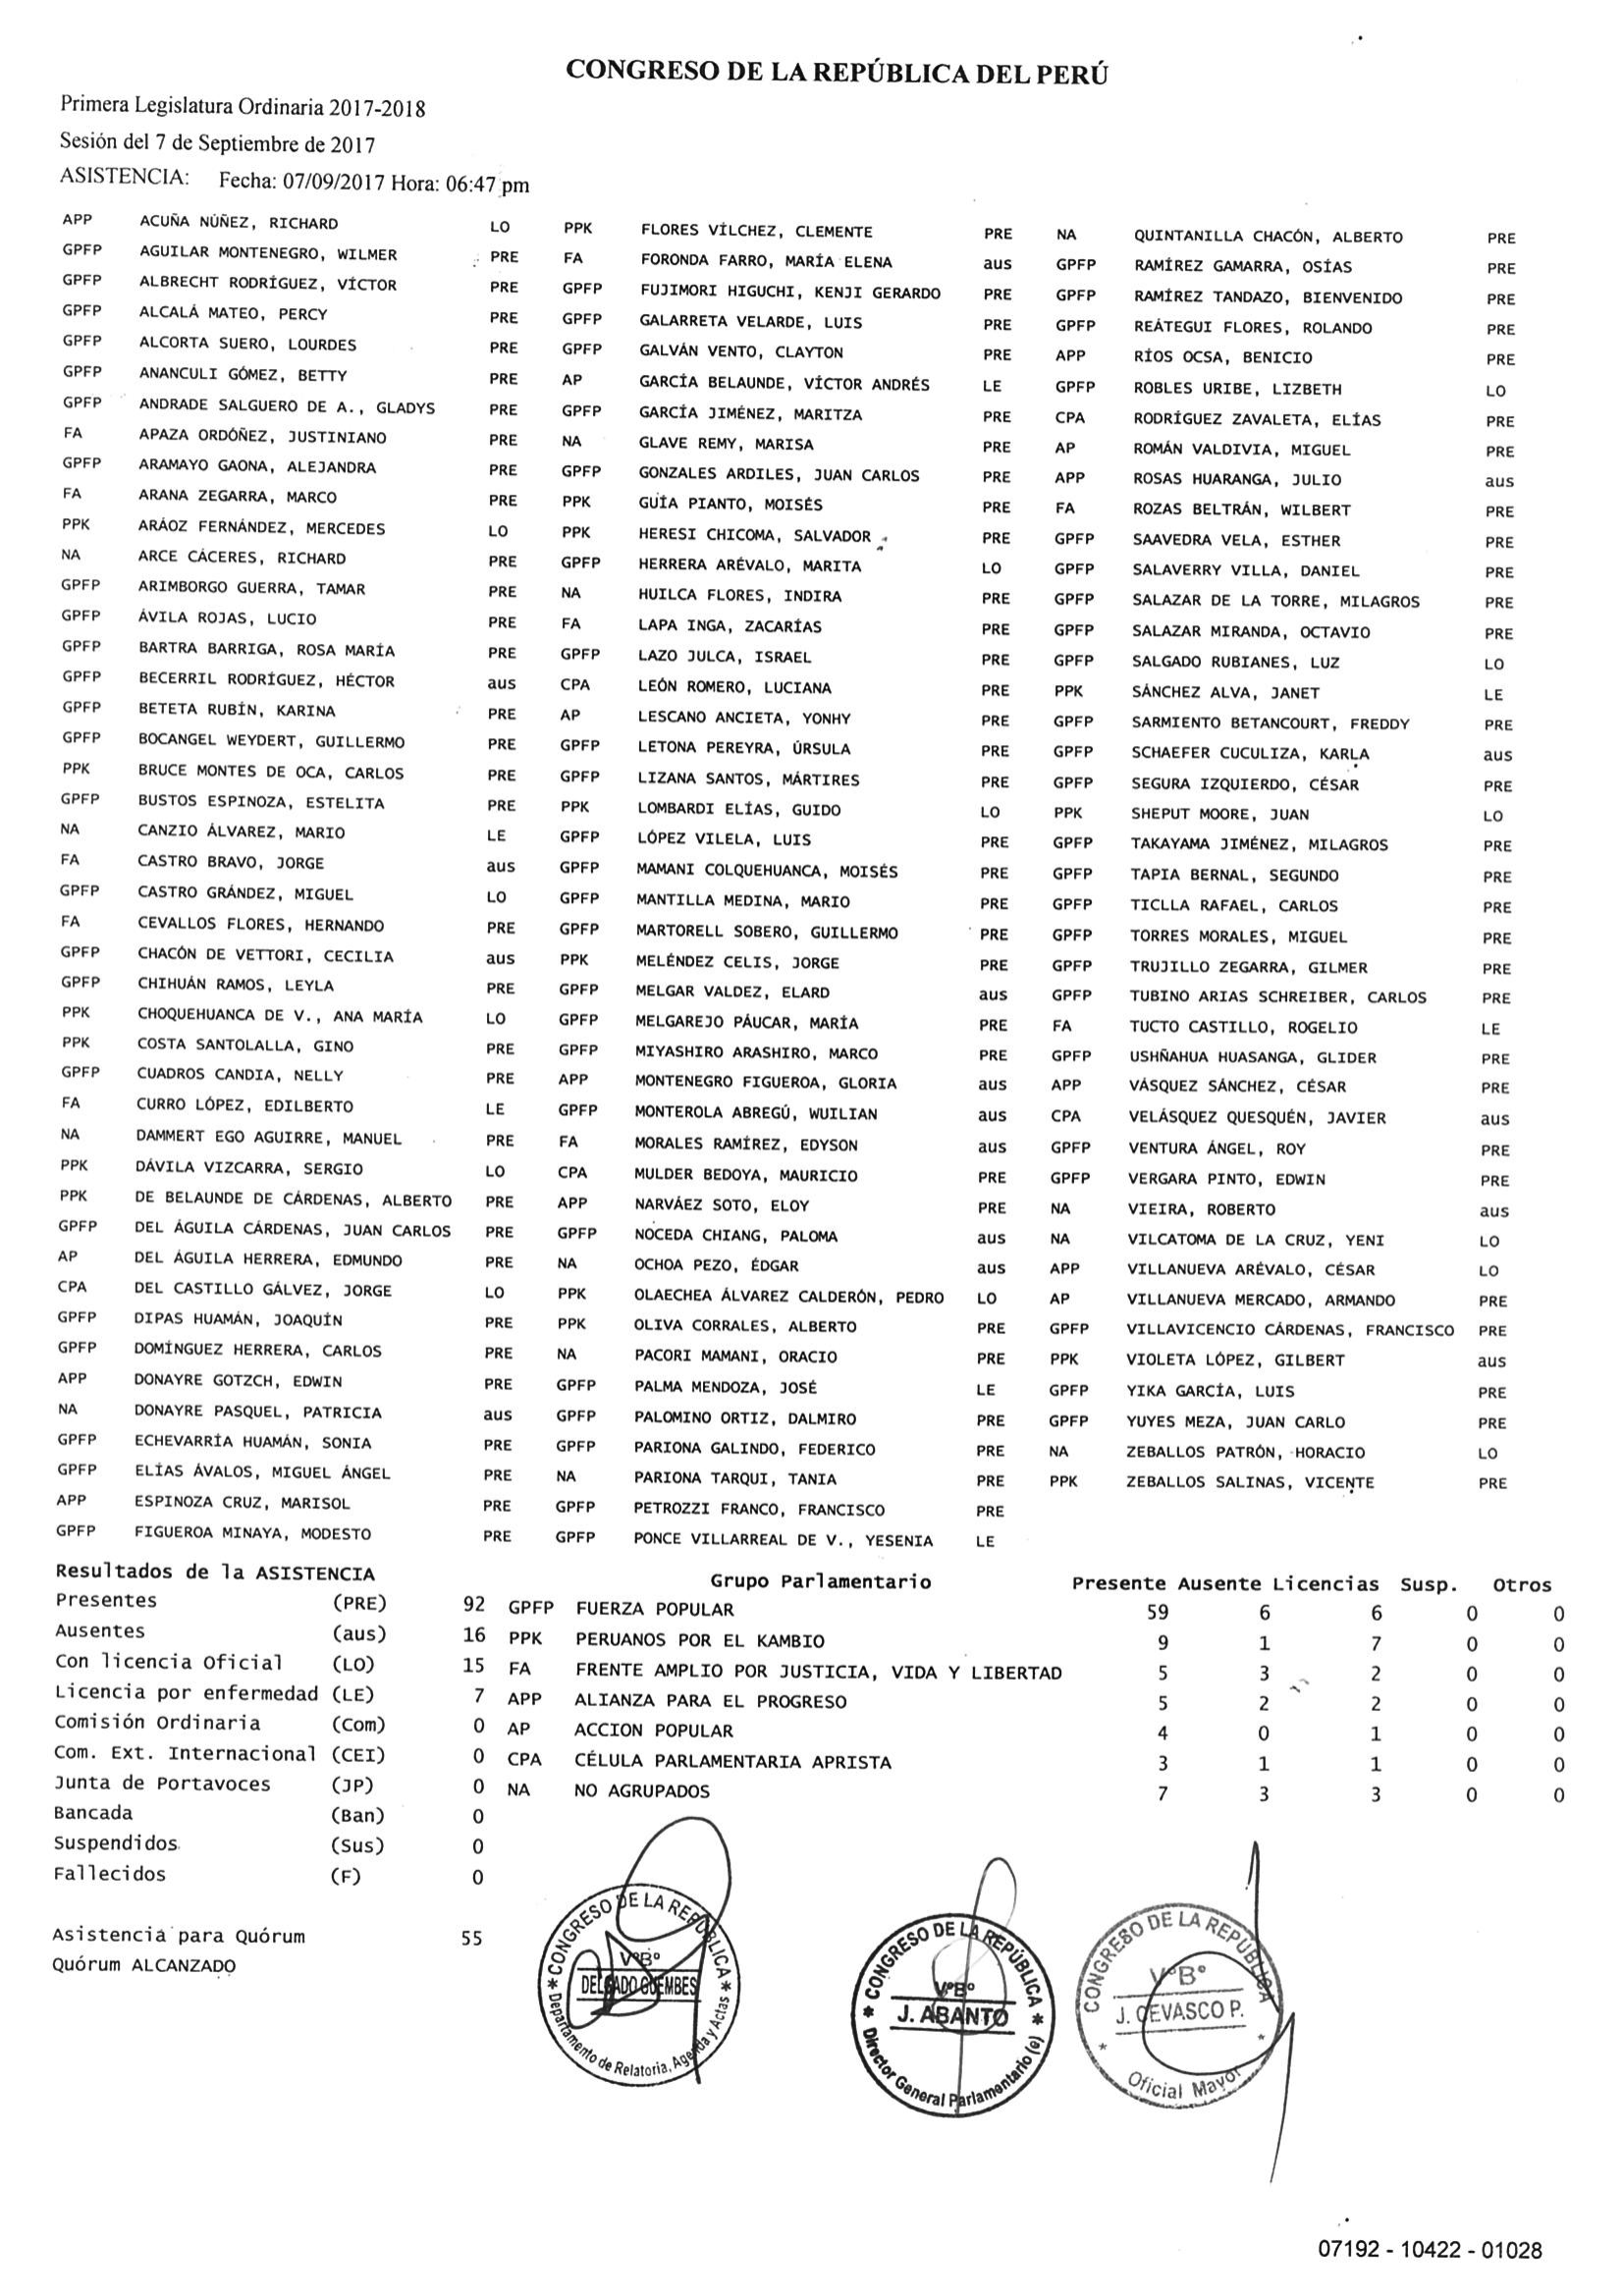 CONGRESO DE LA REPÚBLICA DEL PERÚ
Primera Legislatura Ordinaria 2017-2018
Sesión del 7 de Septiembre de 2017
ASISTENCIA: Fecha: 07/09/2017 Hora: 06:47 pm
APP ACUÑA NÚÑEZ, RICHARD LO PPK FLORES VÍLCHEZ, CLEMENTE PRE NA QUINTANILLA CHACÓN, ALBERTO PRE
GPFP AGUILAR MONTENEGRO, WILMER PRE FA FORONDA FARRO, MARÍA ELENA aus GPFP RAMÍREZ GAMARRA, OSÍAS PRE
GPFP ALBRECHT RODRÍGUEZ, VÍCTOR PRE GPFP FUJIMORI HIGUCHI, KENJI GERARDO PRE GPFP RAMÍREZ TANDAZO, BIENVENIDO PRE
GPFP ALCALÁ MATEO, PERCY PRE GPFP GALARRETA VELARDE, LUIS PRE GPFP REÁTEGUI FLORES, ROLANDO PRE
GPFP ALCORTA SUERO, LOURDES PRE GPFP GALVÁN VENTO, CLAYTON PRE APP RÍOS OCSA, BENICIO PRE
GPFP ANANCULI GÓMEZ, BETTY PRE AP GARCÍA BELAUNDE, VÍCTOR ANDRÉS LE GPFP ROBLES URIBE, LIZBETH LO
GPFP ANDRADE SALGUERO DE A., GLADYS PRE GPFP GARCÍA JIMÉNEZ, MARITZA PRE CPA RODRÍGUEZ ZAVALETA, ELÍAS PRE
FA APAZA ORDÓÑEZ, JUSTINIANO PRE NA GLAVE REMY, MARISA PRE AP ROMÁN VALDIVIA, MIGUEL PRE
GPFP ARAMAYO GAONA, ALEJANDRA PRE GPFP GONZALES ARDILES, JUAN CARLOS PRE APP ROSAS HUARANGA, JULIO aus
FA ARANA ZEGARRA, MARCO PRE PPK GUÍA PIANTO, MOISÉS PRE FA ROZAS BELTRÁN, WILBERT PRE
PPK ARÁOZ FERNÁNDEZ, MERCEDES LO PPK HERESI CHICOMA, SALVADOR PRE GPFP SAAVEDRA VELA, ESTHER PRE
NA ARCE CÁCERES, RICHARD PRE GPFP HERRERA ARÉVALO, MARITA LO GPFP SALAVERRY VILLA, DANIEL PRE
GPFP ARIMBORGO GUERRA, TAMAR PRE NA HUILCA FLORES, INDIRA PRE GPFP SALAZAR DE LA TORRE, MILAGROS PRE
GPFP ÁVILA ROJAS, LUCIO PRE FA LAPA INGA, ZACARÍAS PRE GPFP SALAZAR MIRANDA, OCTAVIO PRE
GPFP BARTRA BARRIGA, ROSA MARÍA PRE GPFP LAZO JULCA, ISRAEL PRE GPFP SALGADO RUBIANES, LUZ LO
GPFP BECERRIL RODRÍGUEZ, HÉCTOR aus CPA LEÓN ROMERO, LUCIANA PRE PPK SÁNCHEZ ALVA, JANET LE
GPFP BETETA RUBÍN, KARINA PRE AP LESCANO ANCIETA, YONHY PRE GPFP SARMIENTO BETANCOURT, FREDDY PRE
GPFP BOCANGEL WEYDERT, GUILLERMO PRE GPFP LETONA PEREYRA, ÚRSULA PRE GPFP SCHAEFER CUCULIZA, KARLA aus
PPK BRUCE MONTES DE OCA, CARLOS PRE GPFP LIZANA SANTOS, MÁRTIRES PRE GPFP SEGURA IZQUIERDO, CÉSAR PRE
GPFP BUSTOS ESPINOZA, ESTELITA PRE PPK LOMBARDI ELÍAS, GUIDO LO PPK SHEPUT MOORE, JUAN LO
NA CANZIO ÁLVAREZ, MARIO LE GPFP LÓPEZ VILELA, LUIS PRE GPFP TAKAYAMA JIMÉNEZ, MILAGROS PRE
FA CASTRO BRAVO, JORGE aus GPFP MAMANI COLQUEHUANCA, MOISÉS PRE GPFP TAPIA BERNAL, SEGUNDO PRE
GPFP CASTRO GRÁNDEZ, MIGUEL LO GPFP MANTILLA MEDINA, MARIO PRE GPFP TICLLA RAFAEL, CARLOS PRE
FA CEVALLOS FLORES, HERNANDO PRE GPFP MARTORELL SOBERO, GUILLERMO PRE GPFP TORRES MORALES, MIGUEL PRE
GPFP CHACÓN DE VETTORI, CECILIA aus PPK MELÉNDEZ CELIS, JORGE PRE GPFP TRUJILLO ZEGARRA, GILMER PRE
GPFP CHIHUÁN RAMOS, LEYLA PRE GPFP MELGAR VALDEZ, ELARD aus GPFP TUBINO ARIAS SCHREIBER, CARLOS PRE
PPK CHOQUEHUANCA DE V., ANA MARÍA LO GPFP MELGAREJO PÁUCAR, MARÍA PRE FA TUCTO CASTILLO, ROGELIO LE
PPK COSTA SANTOLALLA, GINO PRE GPFP MIYASHIRO ARASHIRO, MARCO PRE GPFP USHÑAHUA HUASANGA, GLIDER PRE
GPFP CUADROS CANDIA, NELLY PRE APP MONTENEGRO FIGUEROA, GLORIA aus APP VÁSQUEZ SÁNCHEZ, CÉSAR PRE
FA CURRO LÓPEZ, EDILBERTO LE GPFP MONTEROLA ABREGÚ, WUILIAN aus CPA VELÁSQUEZ QUESQUÉN, JAVIER aus
NA DAMMERT EGO AGUIRRE, MANUEL PRE FA MORALES RAMÍREZ, EDYSON aus GPFP VENTURA ÁNGEL, ROY PRE
PPK DÁVILA VIZCARRA, SERGIO LO CPA MULDER BEDOYA, MAURICIO PRE GPFP VERGARA PINTO, EDWIN PRE
PPK DE BELAUNDE DE CÁRDENAS, ALBERTO PRE APP NARVÁEZ SOTO, ELOY PRE NA VIEIRA, ROBERTO aus
GPFP DEL ÁGUILA CÁRDENAS, JUAN CARLOS PRE GPFP NOCEDA CHIANG, PALOMA aus NA VILCATOMA DE LA CRUZ, YENI LO
AP DEL ÁGUILA HERRERA, EDMUNDO PRE NA OCHOA PEZO, ÉDGAR aus APP VILLANUEVA ARÉVALO, CÉSAR LO
CPA DEL CASTILLO GÁLVEZ, JORGE LO PPK OLAECHEA ÁLVAREZ CALDERÓN, PEDRO LO AP VILLANUEVA MERCADO, ARMANDO PRE
GPFP DIPAS HUAMÁN, JOAQUÍN PRE PPK OLIVA CORRALES, ALBERTO PRE GPFP VILLAVICENCIO CÁRDENAS, FRANCISCO PRE
GPFP DOMÍNGUEZ HERRERA, CARLOS PRE NA PACORI MAMANI, ORACIO PRE PPK VIOLETA LÓPEZ, GILBERT aus
APP DONAYRE GOTZCH, EDWIN PRE GPFP PALMA MENDOZA, JOSÉ LE GPFP YIKA GARCÍA, LUIS PRE
NA DONAYRE PASQUEL, PATRICIA aus GPFP PALOMINO ORTIZ, DALMIRO PRE GPFP YUYES MEZA, JUAN CARLO PRE
GPFP ECHEVARRÍA HUAMÁN, SONIA PRE GPFP PARIONA GALINDO, FEDERICO PRE NA ZEBALLOS PATRÓN, HORACIO LO
GPFP ELÍAS ÁVALOS, MIGUEL ÁNGEL PRE NA PARIONA TARQUI, TANIA PRE PPK ZEBALLOS SALINAS, VICENTE PRE
APP ESPINOZA CRUZ, MARISOL PRE GPFP PETROZZI FRANCO, FRANCISCO PRE
GPFP FIGUEROA MINAYA, MODESTO PRE GPFP PONCE VILLARREAL DE V., YESENIA LE
Resultados de la ASISTENCIA Grupo Parlamentario Presente Ausente Licencias Susp. Otros
Presentes (PRE) 92 GPFP FUERZA POPULAR 59 6 6 0 0
Ausentes (aus) 16 PPK PERUANOS POR EL KAMBIO 9 1 7 0 0
Con licencia Oficial (LO) 15 FA FRENTE AMPLIO POR JUSTICIA, VIDA Y LIBERTAD 5 3 2 0 0
Licencia por enfermedad (LE) 7 APP ALIANZA PARA EL PROGRESO 5 2 2 0 0
Comisión Ordinaria (Com) 0 AP ACCION POPULAR 4 0 1 0 0
Com. Ext. Internacional (CEI) 0 CPA CÉLULA PARLAMENTARIA APRISTA 3 1 1 0 0
Junta de Portavoces (JP) 0 NA NO AGRUPADOS 7 3 3 0 0
Bancada (Ban) 0
Suspendidos (Sus) 0
Fallecidos (F) 0
Asistencia para Quórum 55
Quórum ALCANZADO
CONGRESO DE LA REPÚBLICA
VºBº
DELGADO GUEMBES
Departamento de Relatoria, Agenda y Actas
CONGRESO DE LA REPÚBLICA
VºBº
J. ABANTO
Director General Parlamentario (e)
CONGRESO DE LA REPÚBLICA
VºBº
J. CEVASCO P.
Oficial Mayor
07192 - 10422 - 01028